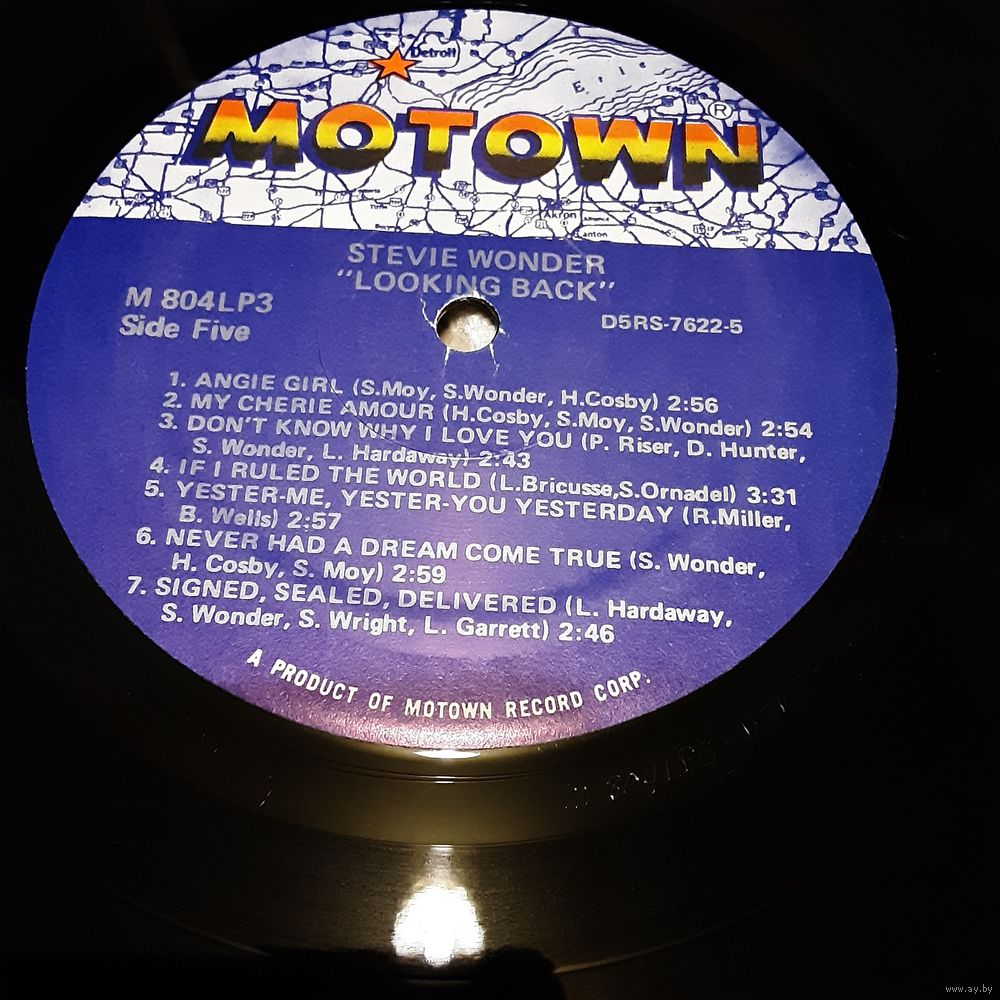 Detroit
Erie
MOTOWN®
Akron
STEVIE WONDER
"LOOKING BACK"
M 804LP3
Side Five
D5RS-7622-5
1. ANGIE GIRL (S.Moy, S.Wonder, H.Cosby) 2:56
2. MY CHERIE AMOUR (H.Cosby, S.Moy, S.Wonder) 2:54
3. DON'T KNOW WHY I LOVE YOU (P. Riser, D. Hunter,
S. Wonder, L. Hardaway) 2:43
4. IF I RULED THE WORLD (L.Bricusse,S.Ornadel) 3:31
5. YESTER-ME, YESTER-YOU YESTERDAY (R.Miller,
B. Wells) 2:57
6. NEVER HAD A DREAM COME TRUE (S. Wonder,
H. Cosby, S. Moy) 2:59
7. SIGNED, SEALED, DELIVERED (L. Hardaway,
S. Wonder, S. Wright, L. Garrett) 2:46
A PRODUCT OF MOTOWN RECORD CORP.
www.ay.by